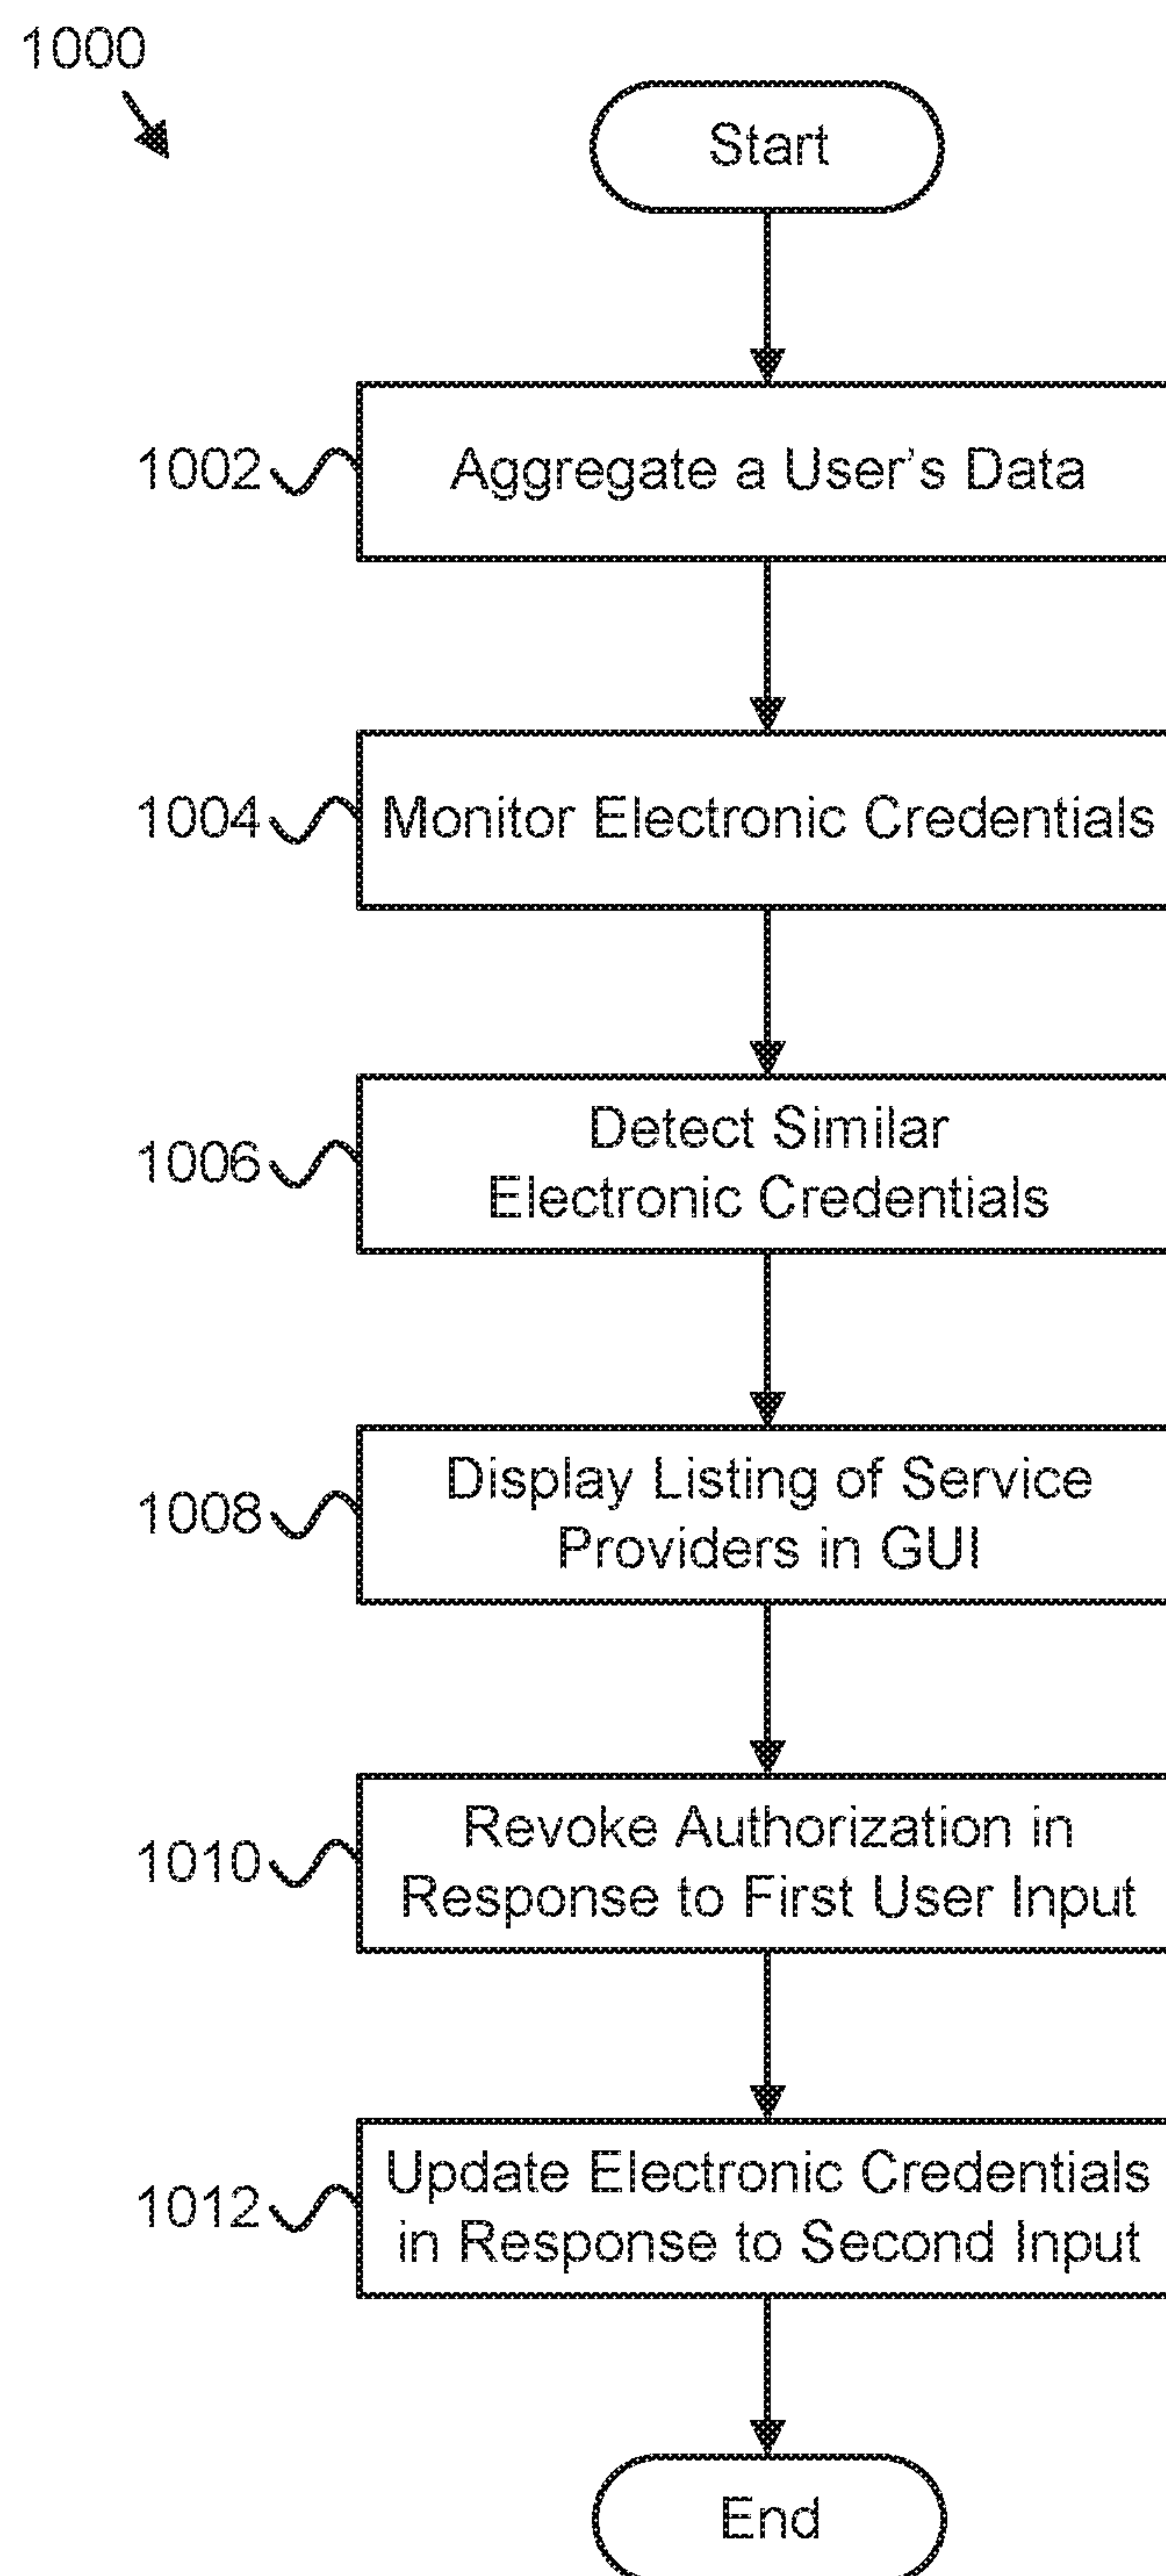 1000
Start
1002
Aggregate a User's Data
1004
Monitor Electronic Credentials
1006
Detect Similar
Electronic Credentials
1008
Display Listing of Service
Providers in GUI
1010
Revoke Authorization in
Response to First User Input
1012
Update Electronic Credentials
in Response to Second Input
End